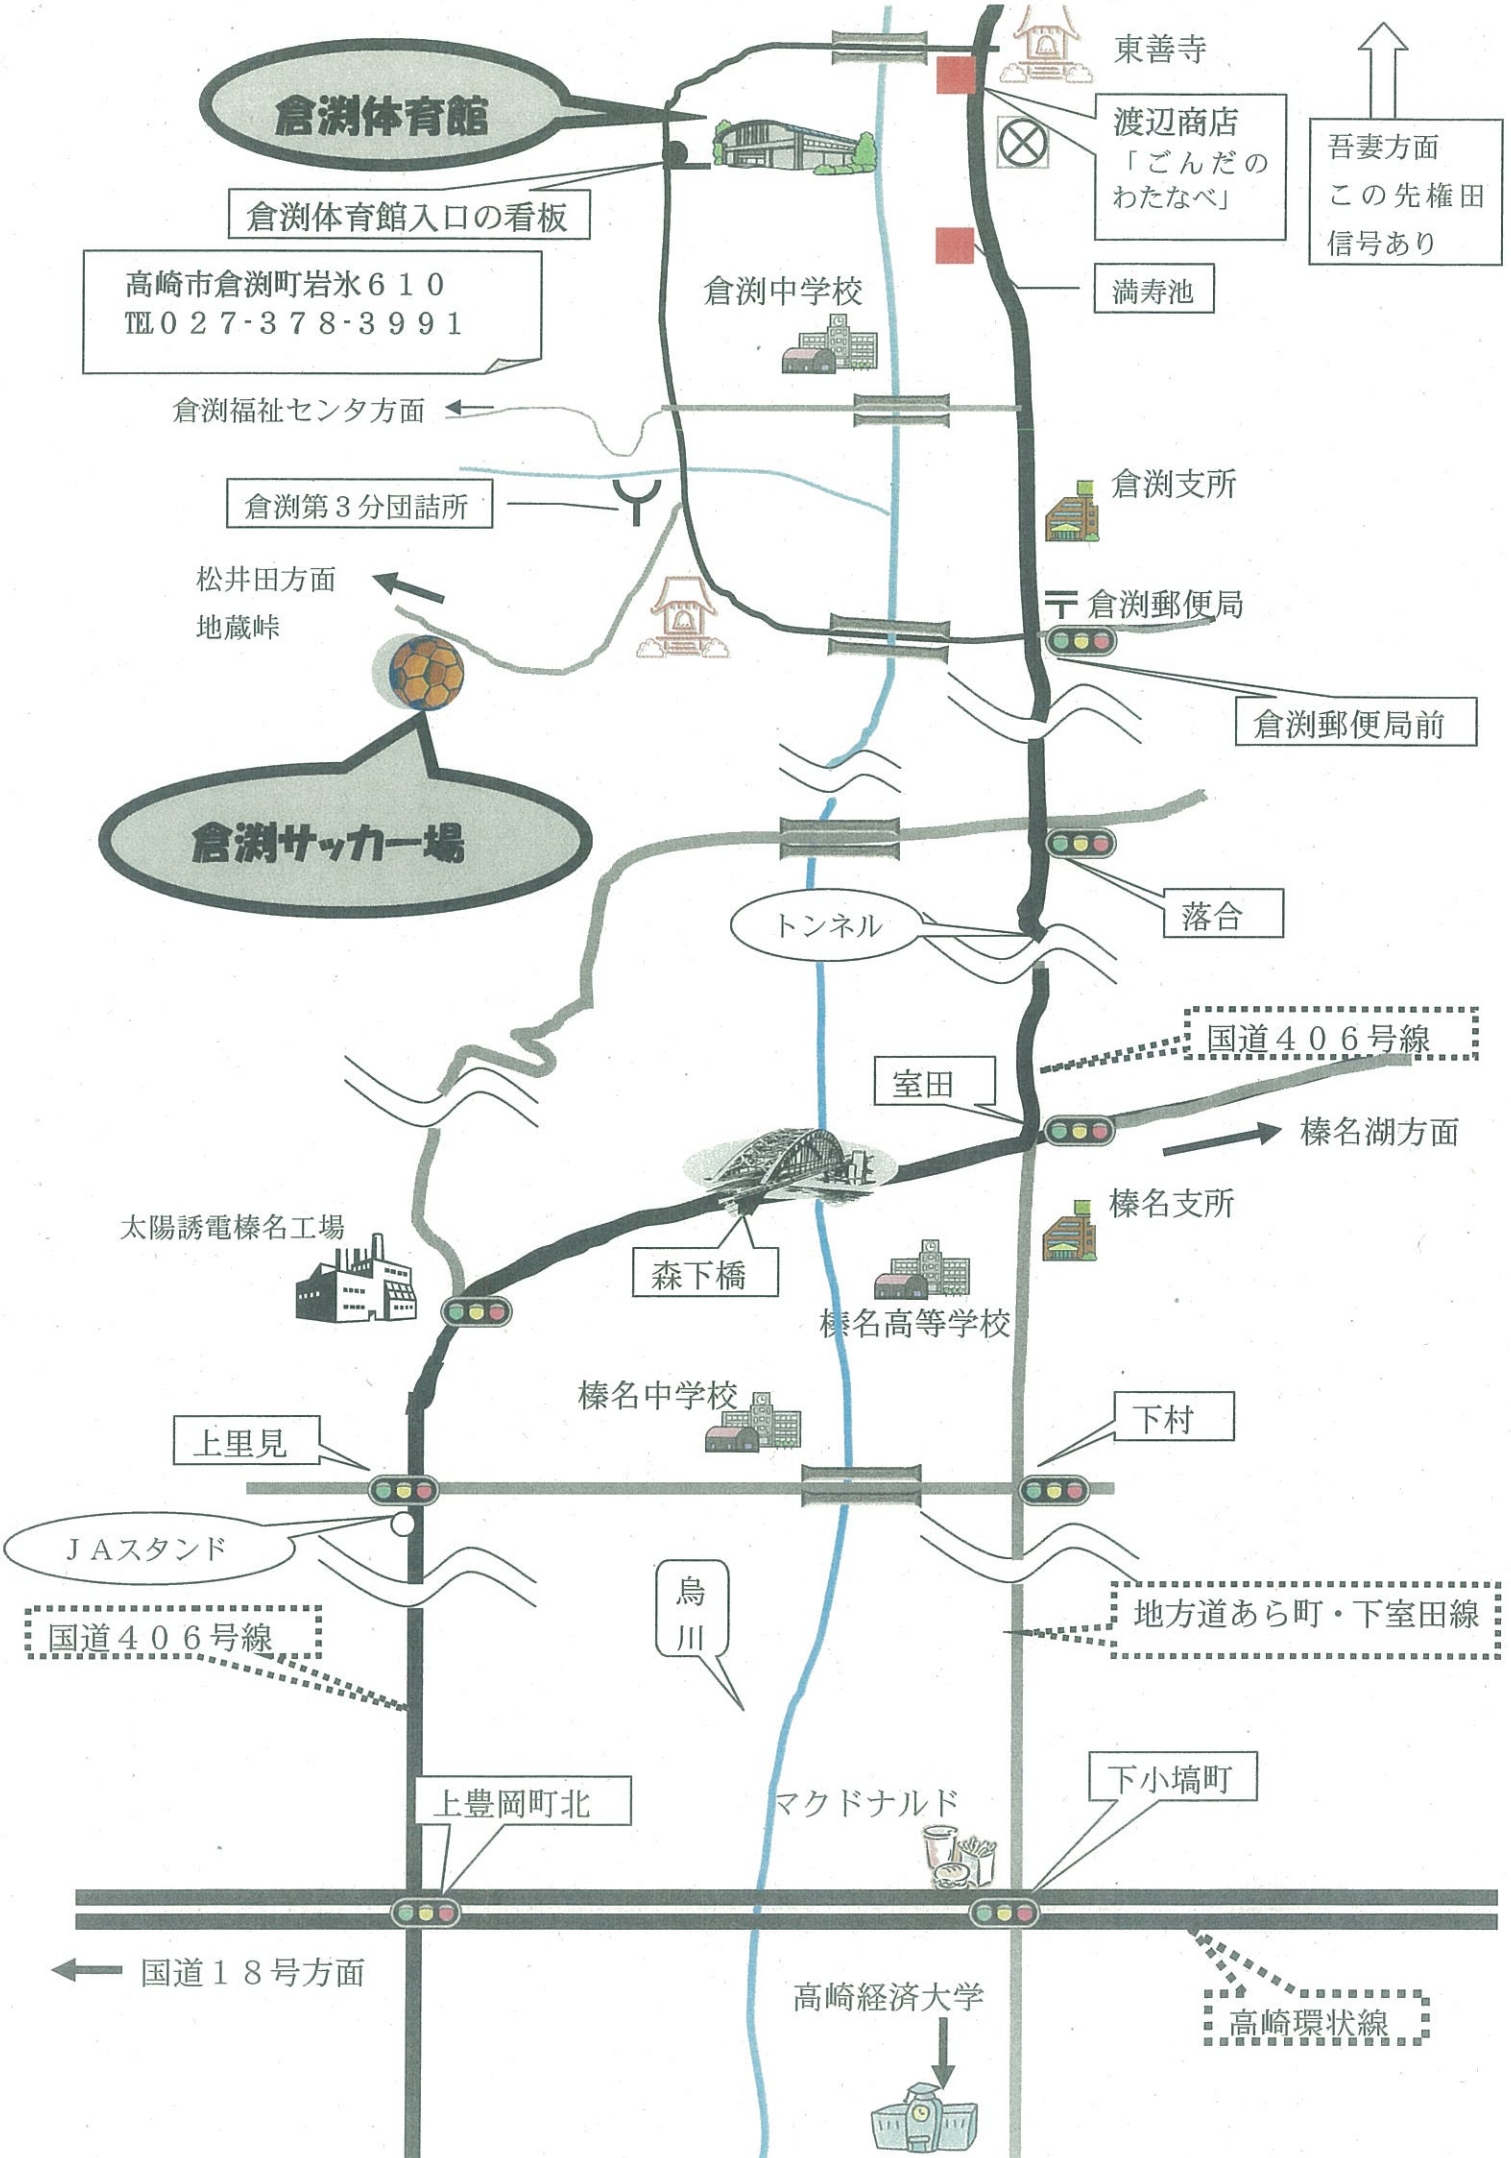 東善寺
倉渕体育館
渡辺商店
「ごんだの
わたなべ」
吾妻方面
この先権田
信号あり
倉渕体育館入口の看板
高崎市倉渕町岩氷６１０
℡０２７-３７８-３９９１
倉渕中学校
満寿池
倉渕福祉センタ方面
倉渕支所
倉渕第３分団詰所
松井田方面
地蔵峠
〒倉渕郵便局
倉渕郵便局前
倉渕サッカー場
落合
トンネル
国道４０６号線
室田
榛名湖方面
榛名支所
太陽誘電榛名工場
森下橋
榛名高等学校
榛名中学校
下村
上里見
ＪＡスタンド
烏
川
国道４０６号線
地方道あら町・下室田線
下小塙町
上豊岡町北
マクドナルド
国道１８号方面
高崎経済大学
高崎環状線